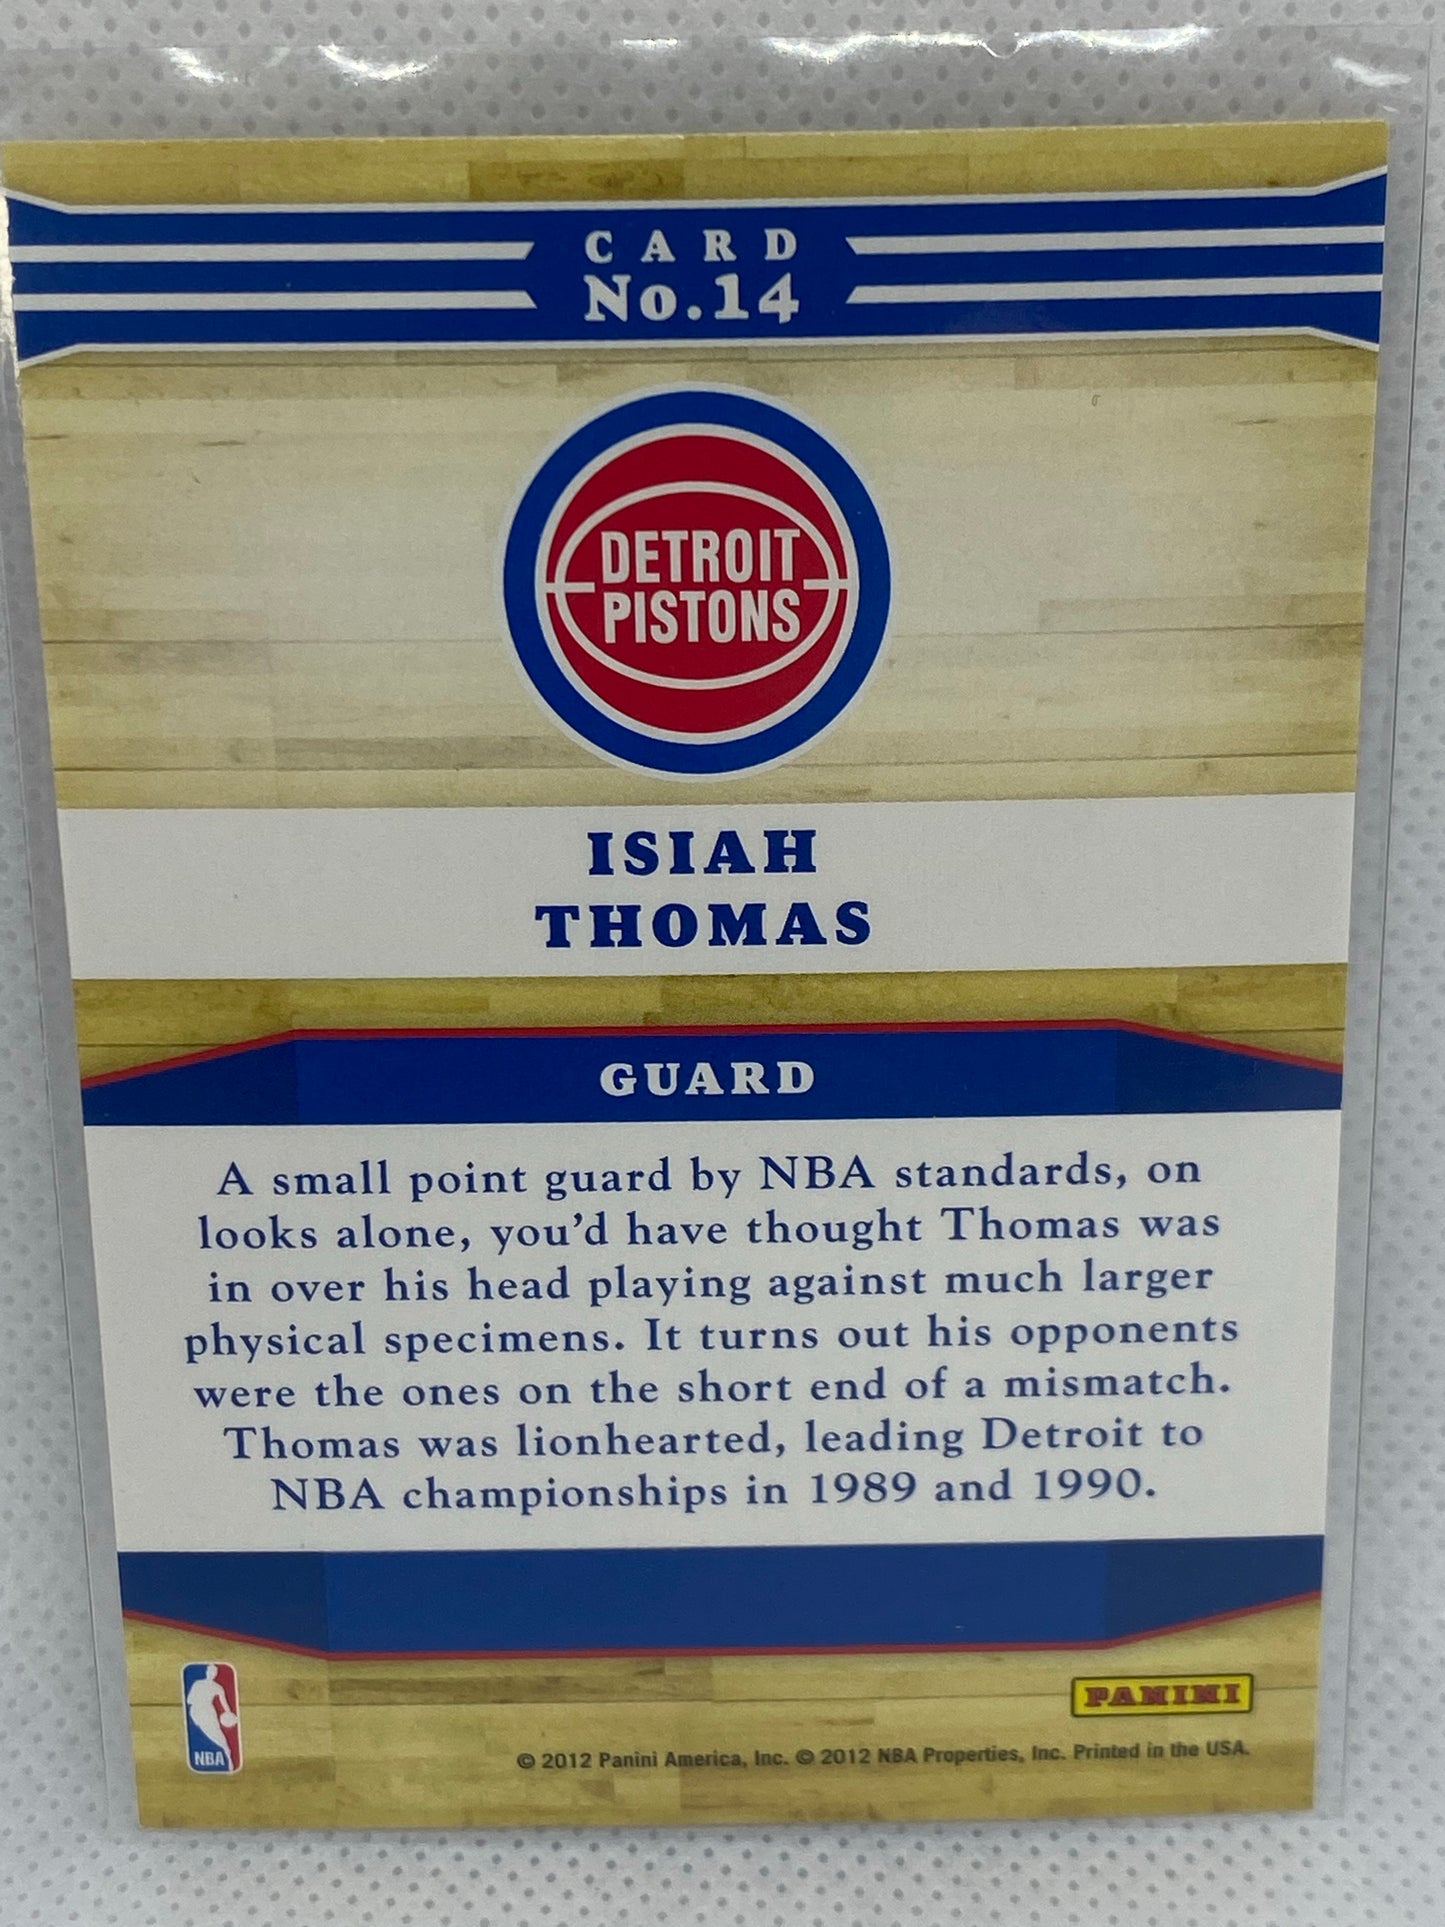 CARD
No.14
DETROIT
PISTONS
ISIAH
THOMAS
GUARD
A small point guard by NBA standards, on
looks alone, you'd have thought Thomas was
in over his head playing against much larger
physical specimens. It turns out his opponents
were the ones on the short end of a mismatch.
Thomas was lionhearted, leading Detroit to
NBA championships in 1989 and 1990.
PANINI
NBA
© 2012 Panini America, Inc. © 2012 NBA Properties, Inc. Printed in the USA.